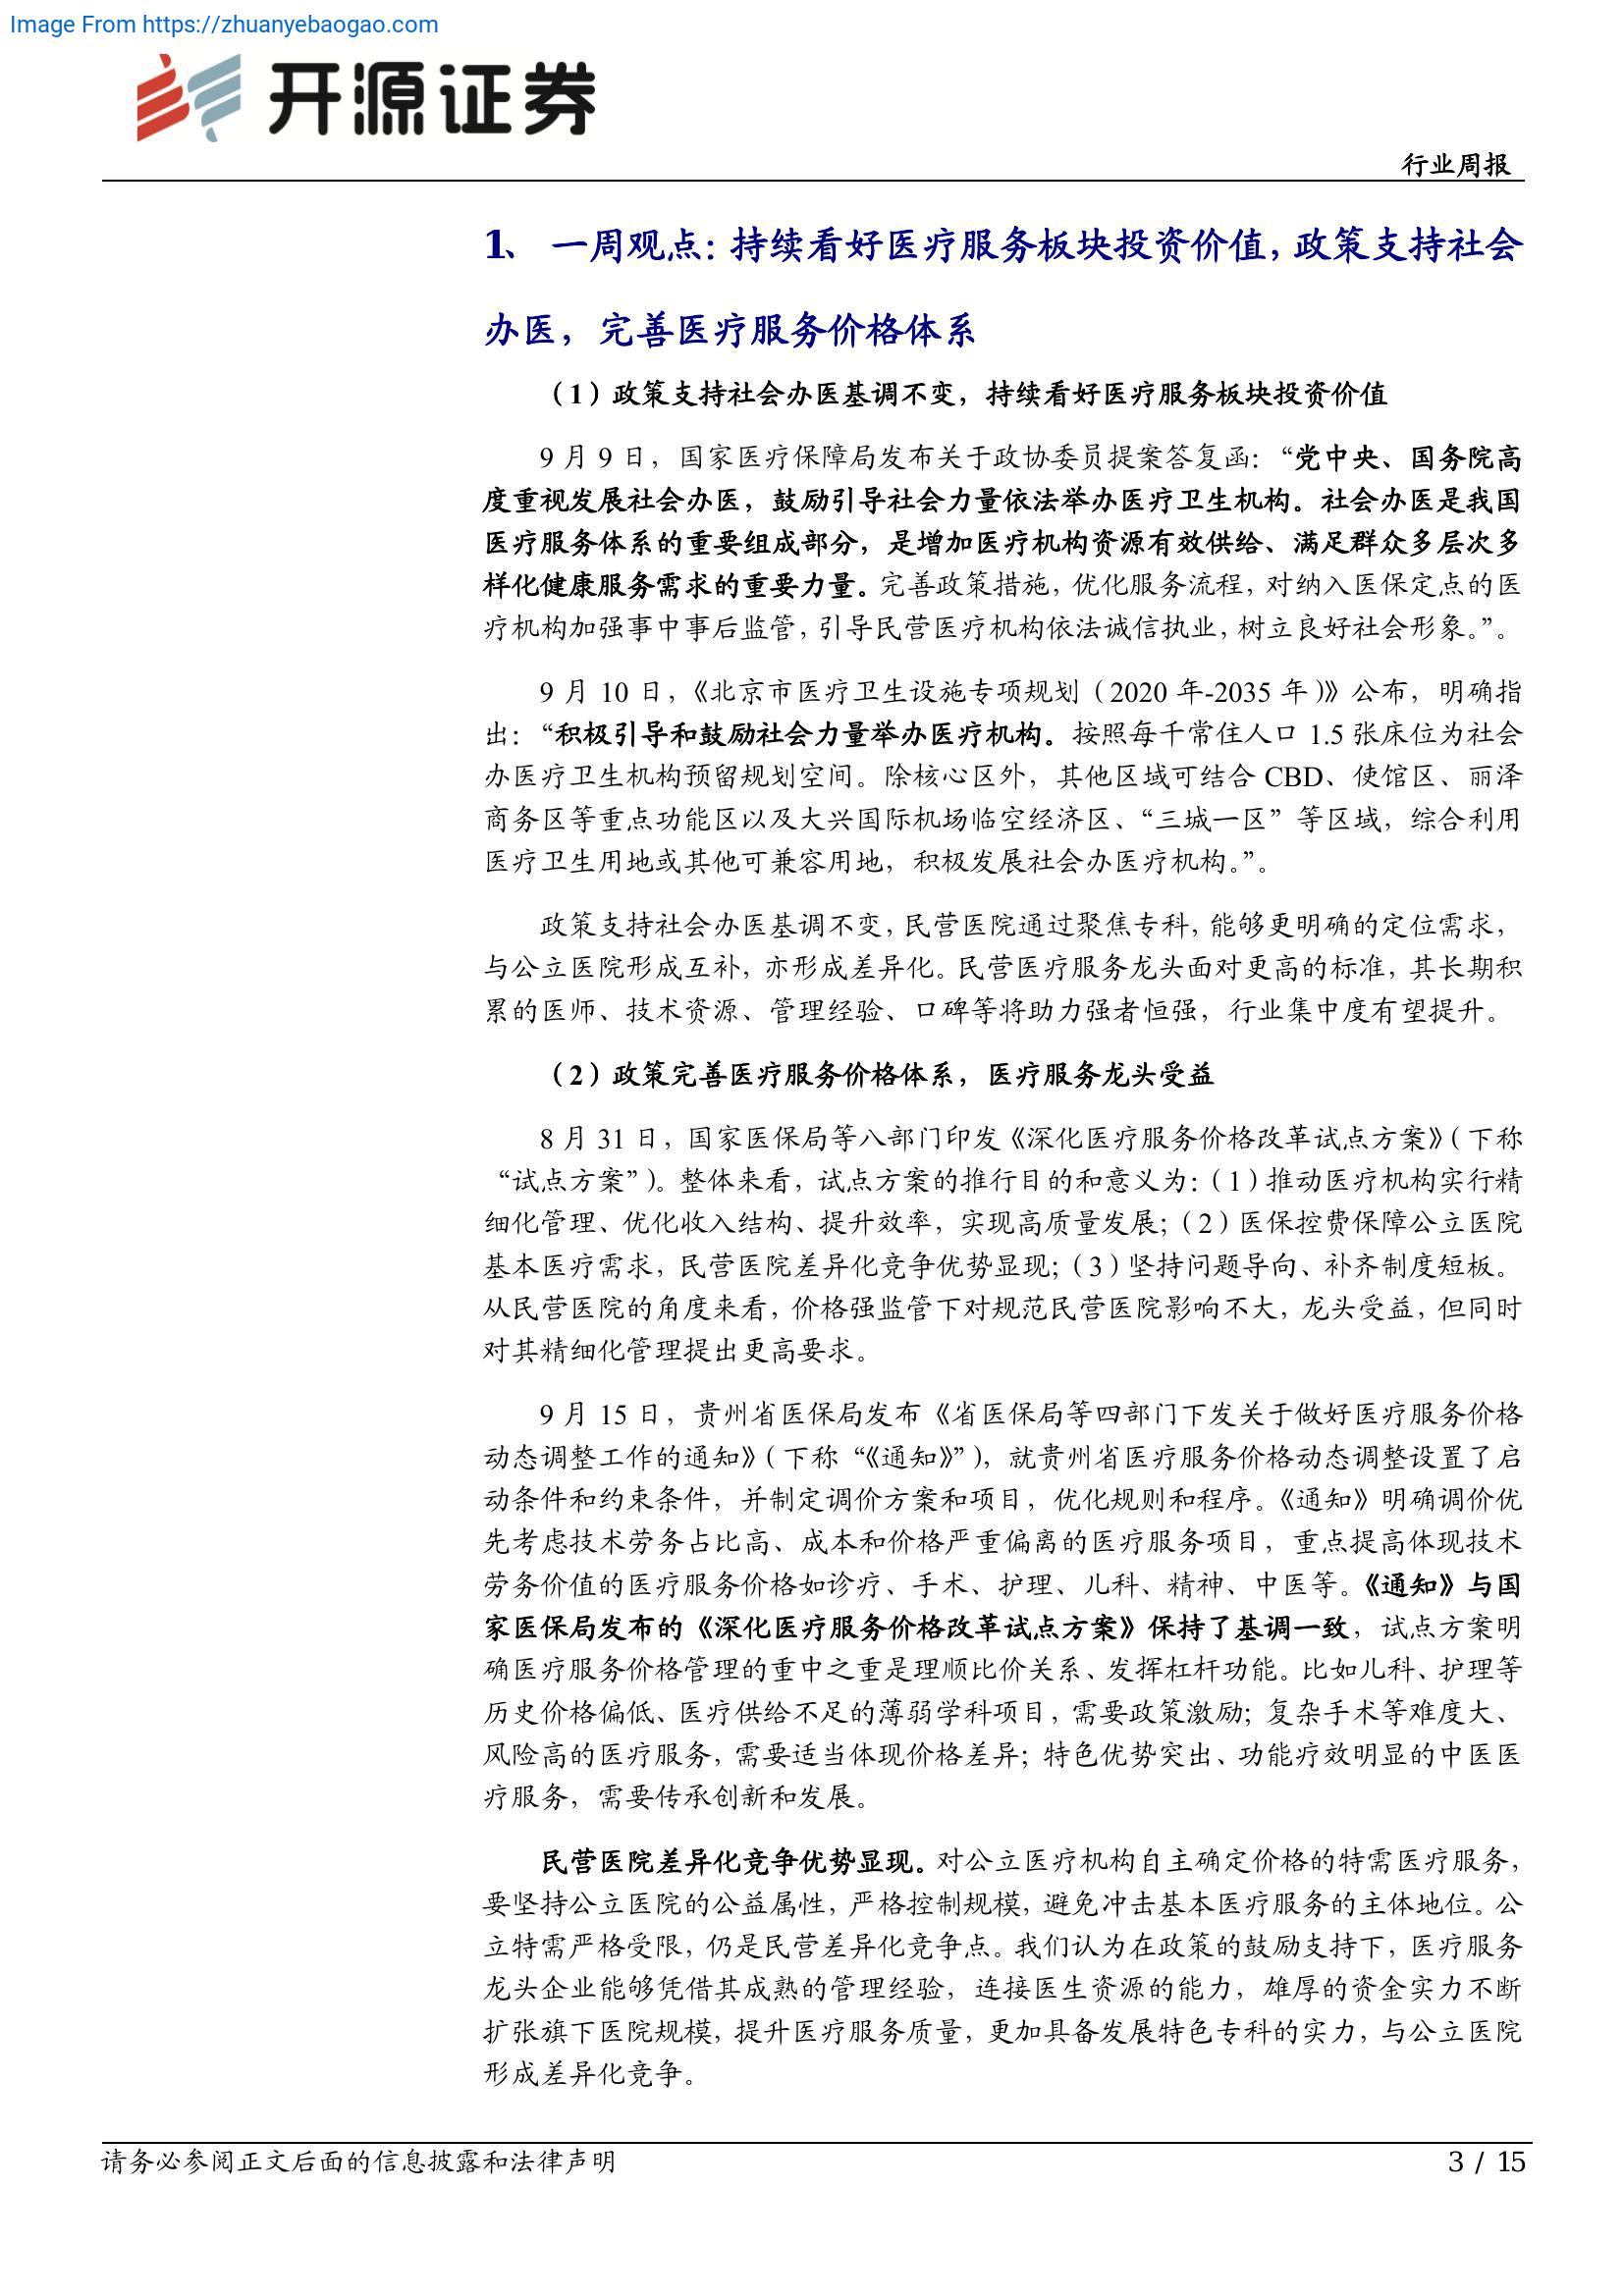 Image From https://zhuanyebaogao.com
开源证券
行业周报
1、 一周观点：持续看好医疗服务板块投资价值，政策支持社会
办医，完善医疗服务价格体系
（1）政策支持社会办医基调不变，持续看好医疗服务板块投资价值
9 月 9 日，国家医疗保障局发布关于政协委员提案答复函：“党中央、国务院高
度重视发展社会办医，鼓励引导社会力量依法举办医疗卫生机构。社会办医是我国
医疗服务体系的重要组成部分，是增加医疗机构资源有效供给、满足群众多层次多
样化健康服务需求的重要力量。完善政策措施，优化服务流程，对纳入医保定点的医
疗机构加强事中事后监管，引导民营医疗机构依法诚信执业，树立良好社会形象。”。
9 月 10 日，《北京市医疗卫生设施专项规划（2020 年-2035 年）》公布，明确指
出：“积极引导和鼓励社会力量举办医疗机构。按照每千常住人口 1.5 张床位为社会
办医疗卫生机构预留规划空间。除核心区外，其他区域可结合 CBD、使馆区、丽泽
商务区等重点功能区以及大兴国际机场临空经济区、“三城一区”等区域，综合利用
医疗卫生用地或其他可兼容用地，积极发展社会办医疗机构。”。
政策支持社会办医基调不变，民营医院通过聚焦专科，能够更明确的定位需求，
与公立医院形成互补，亦形成差异化。民营医疗服务龙头面对更高的标准，其长期积
累的医师、技术资源、管理经验、口碑等将助力强者恒强，行业集中度有望提升。
（2）政策完善医疗服务价格体系，医疗服务龙头受益
8 月 31 日，国家医保局等八部门印发《深化医疗服务价格改革试点方案》（下称
“试点方案”）。整体来看，试点方案的推行目的和意义为：（1）推动医疗机构实行精
细化管理、优化收入结构、提升效率，实现高质量发展；（2）医保控费保障公立医院
基本医疗需求，民营医院差异化竞争优势显现；（3）坚持问题导向、补齐制度短板。
从民营医院的角度来看，价格强监管下对规范民营医院影响不大，龙头受益，但同时
对其精细化管理提出更高要求。
9 月 15 日，贵州省医保局发布《省医保局等四部门下发关于做好医疗服务价格
动态调整工作的通知》（下称“《通知》”），就贵州省医疗服务价格动态调整设置了启
动条件和约束条件，并制定调价方案和项目，优化规则和程序。《通知》明确调价优
先考虑技术劳务占比高、成本和价格严重偏离的医疗服务项目，重点提高体现技术
劳务价值的医疗服务价格如诊疗、手术、护理、儿科、精神、中医等。《通知》与国
家医保局发布的《深化医疗服务价格改革试点方案》保持了基调一致，试点方案明
确医疗服务价格管理的重中之重是理顺比价关系、发挥杠杆功能。比如儿科、护理等
历史价格偏低、医疗供给不足的薄弱学科项目，需要政策激励；复杂手术等难度大、
风险高的医疗服务，需要适当体现价格差异；特色优势突出、功能疗效明显的中医医
疗服务，需要传承创新和发展。
民营医院差异化竞争优势显现。对公立医疗机构自主确定价格的特需医疗服务，
要坚持公立医院的公益属性，严格控制规模，避免冲击基本医疗服务的主体地位。公
立特需严格受限，仍是民营差异化竞争点。我们认为在政策的鼓励支持下，医疗服务
龙头企业能够凭借其成熟的管理经验，连接医生资源的能力，雄厚的资金实力不断
扩张旗下医院规模，提升医疗服务质量，更加具备发展特色专科的实力，与公立医院
形成差异化竞争。
请务必参阅正文后面的信息披露和法律声明
3 / 15